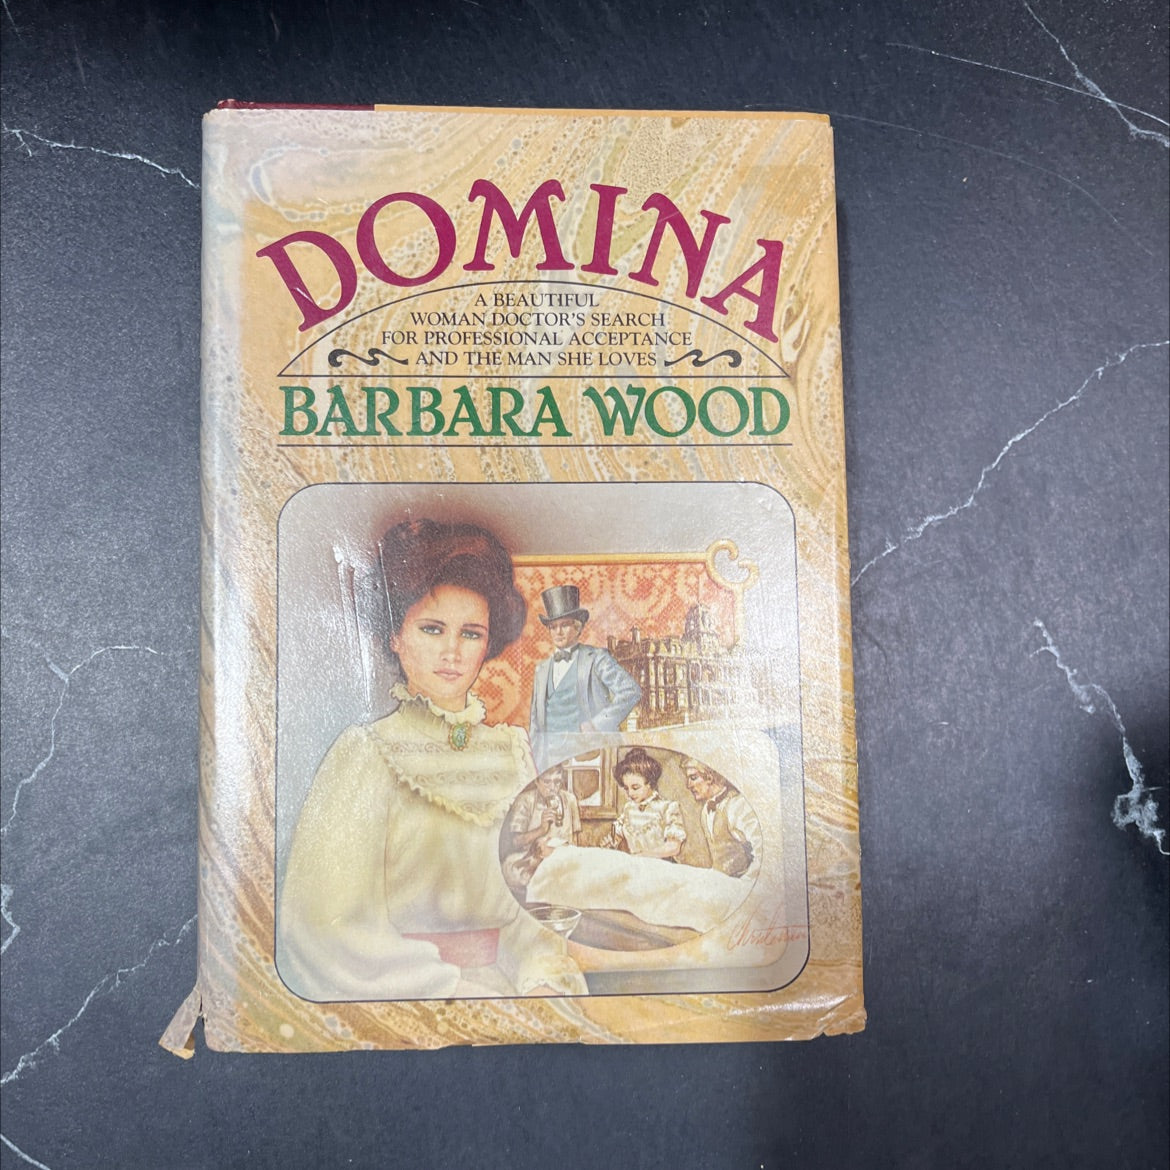 DOMINA
A BEAUTIFUL
WOMAN DOCTOR'S SEARCH
FOR PROFESSIONAL ACCEPTANCE
AND THE MAN SHE LOVES
BARBARA WOOD